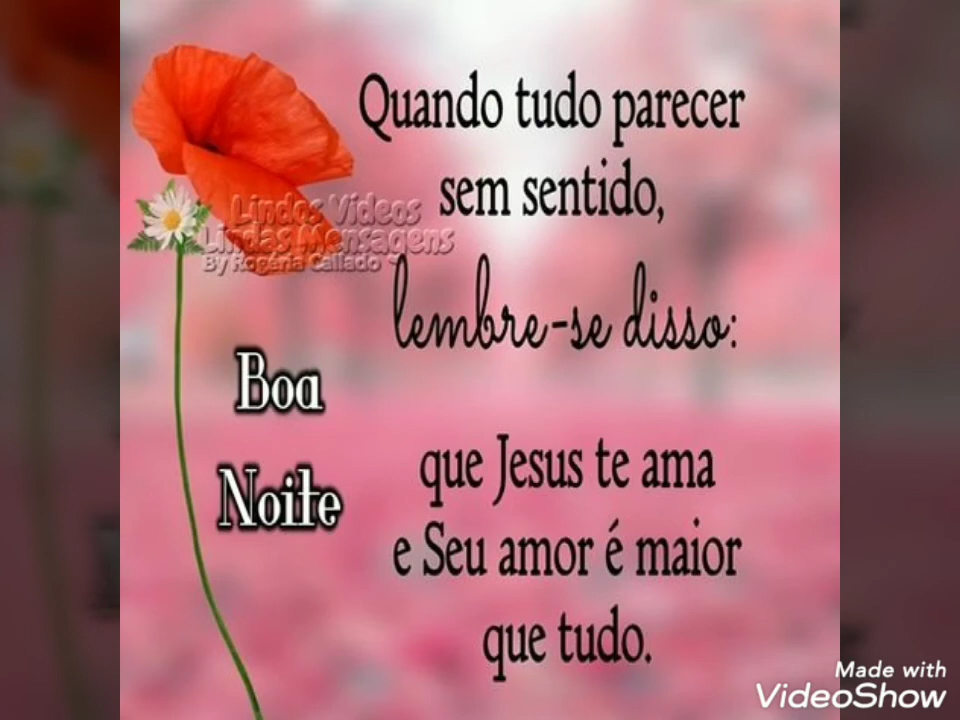 Quando tudo parecer
sem sentido,
Lindos Videos
Lindas Mensagens
By Rogéria Callado
lembre-se disso:
Boa
Noite
que Jesus te ama
e Seu amor é maior
que tudo.
Made with
VideoShow